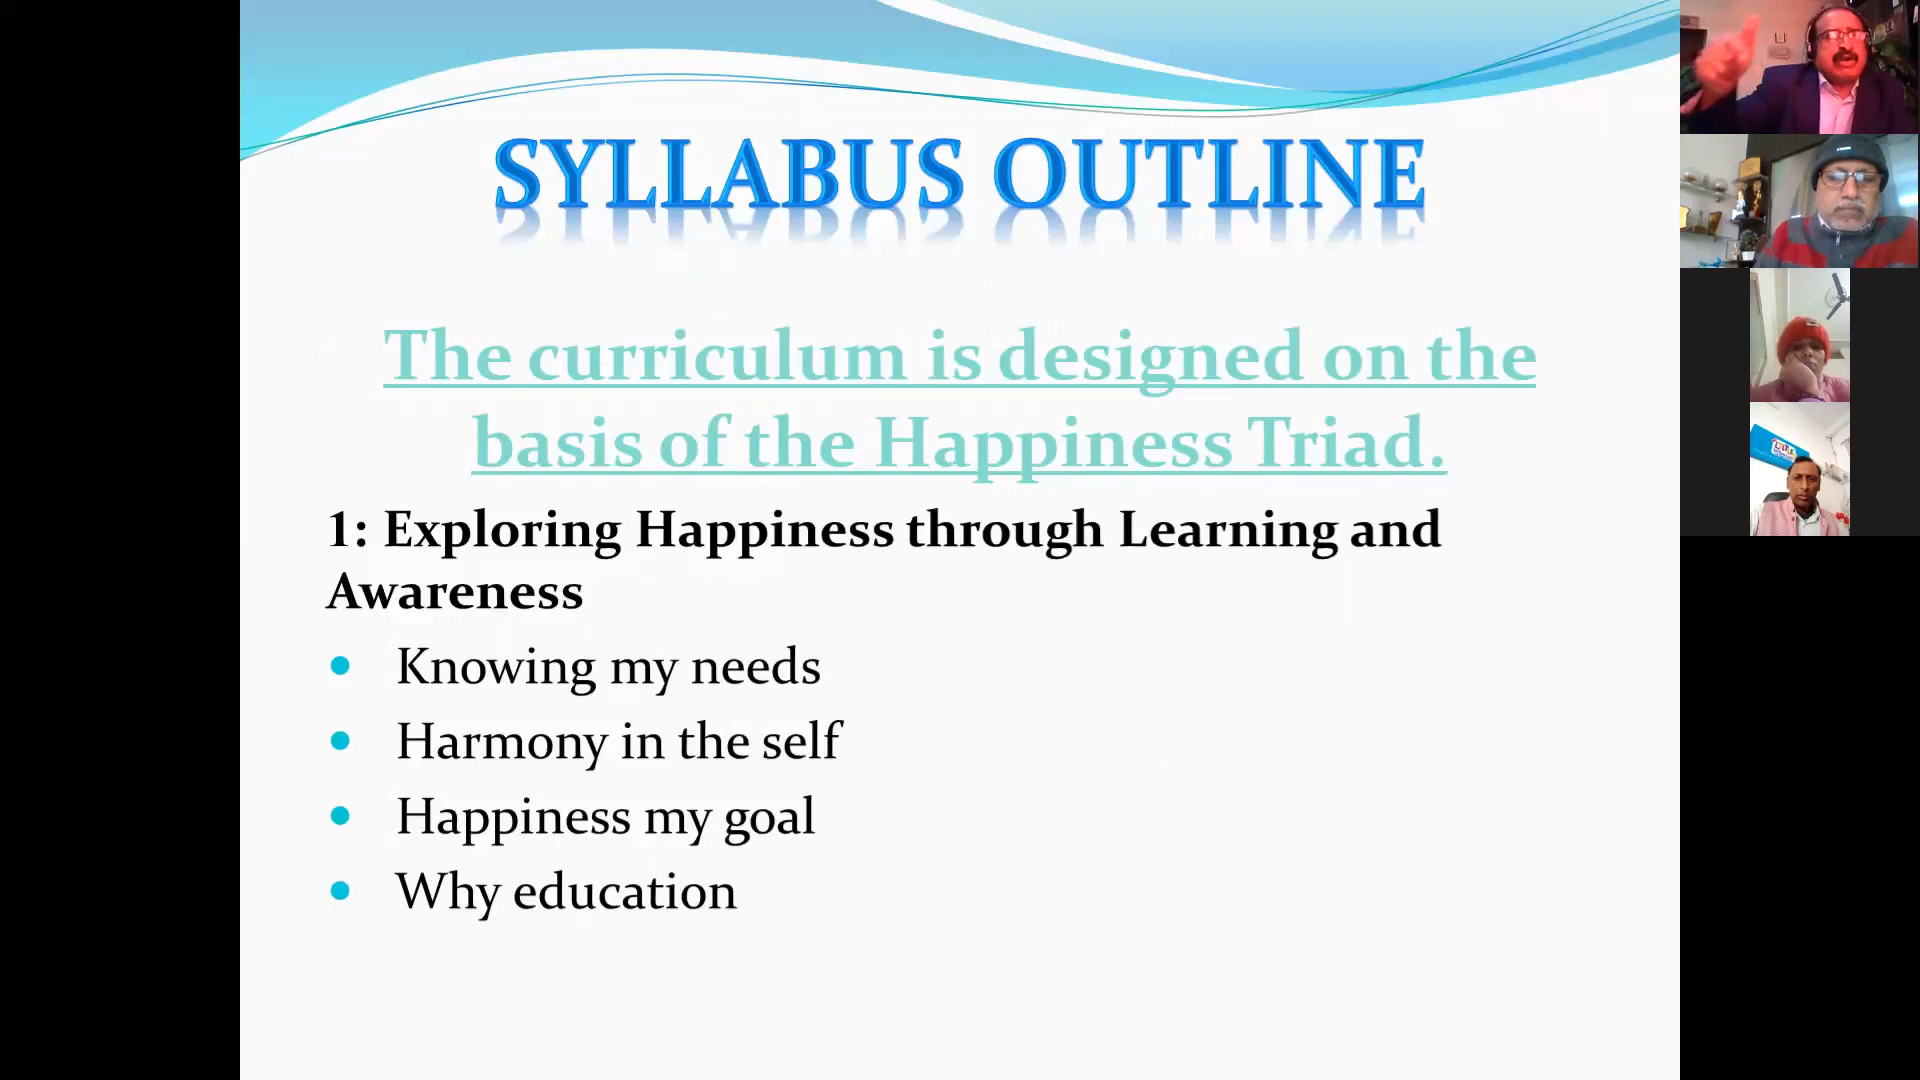 SYLLABUS OUTLINE
The curriculum is designed on the
basis of the Happiness Triad.
1: Exploring Happiness through Learning and
Awareness
• Knowing my needs
• Harmony in the self
• Happiness my goal
• Why education